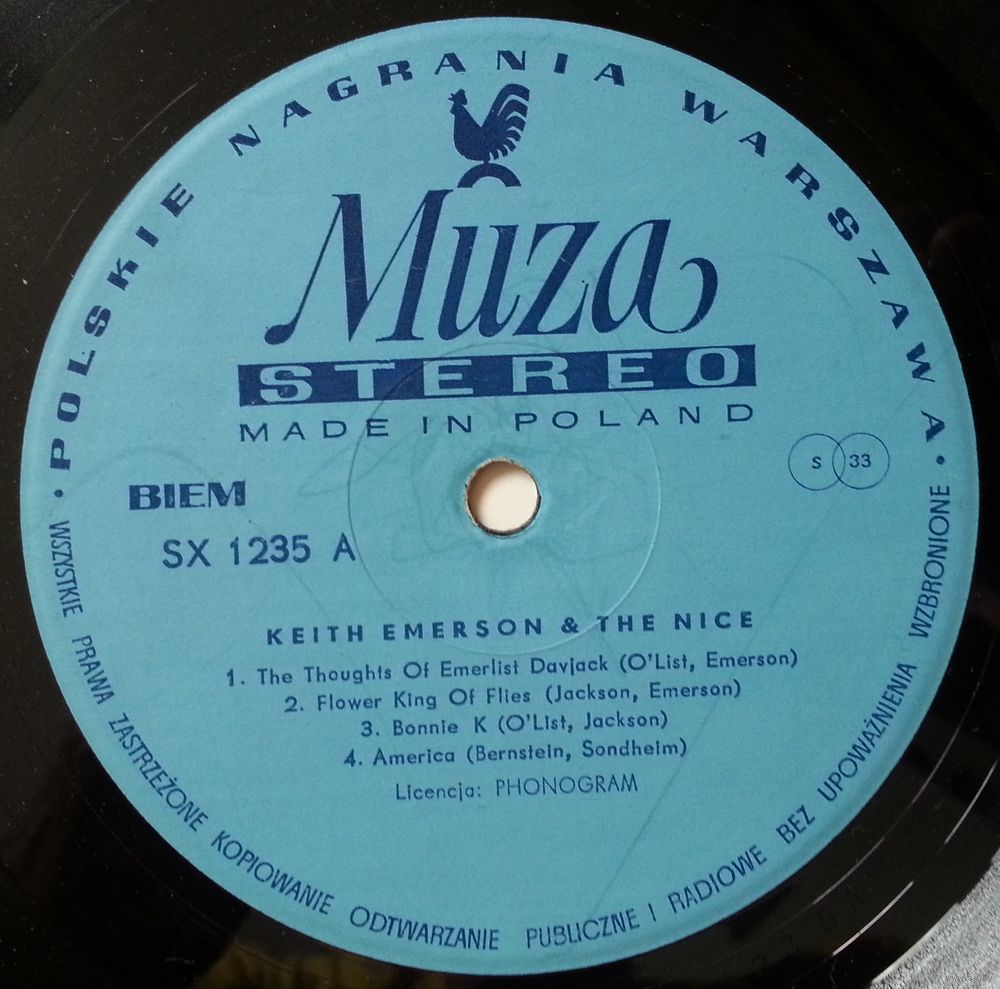 • POLSKIE NAGRANIA WARSZAWA •
Muza
STEREO
MADE IN POLAND
BIEM
S 33
SX 1235 A
KEITH EMERSON & THE NICE
1. The Thoughts Of Emerlist Davjack (O'List, Emerson)
2. Flower King Of Flies (Jackson, Emerson)
3. Bonnie K (O'List, Jackson)
4. America (Bernstein, Sondheim)
Licencja: PHONOGRAM
WSZYSTKIE PRAWA ZASTRZEŻONE KOPIOWANIE ODTWARZANIE PUBLICZNE I RADIOWE BEZ UPOWAŻNIENIA WZBRONIONE